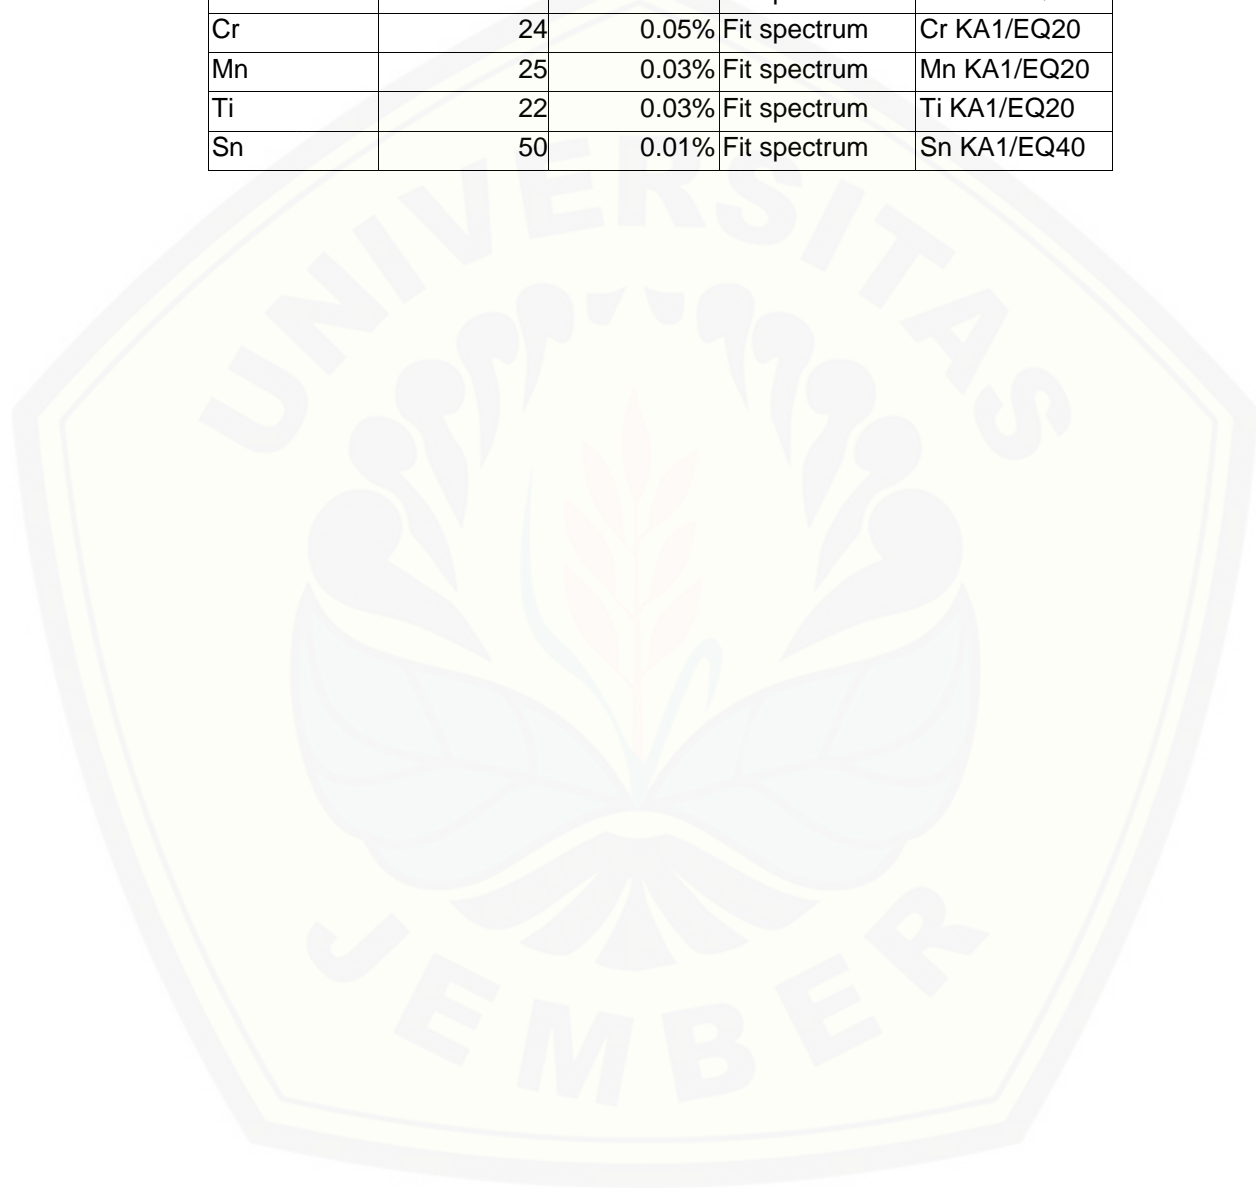 Cr 24 0.05% Fit spectrum Cr KA1/EQ20
Mn 25 0.03% Fit spectrum Mn KA1/EQ20
Ti 22 0.03% Fit spectrum Ti KA1/EQ20
Sn 50 0.01% Fit spectrum Sn KA1/EQ40
UNIVERSITAS
JEMBER